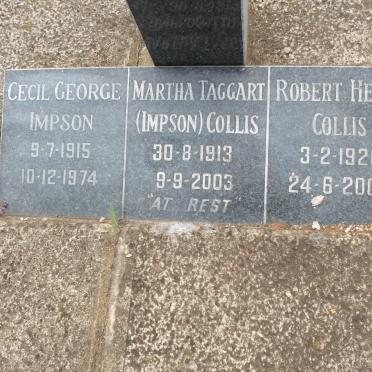 CECIL GEORGE
IMPSON
9-7-1915
10-12-1974
MARTHA TAGGART
(IMPSON) COLLIS
30-8-1913
9-9-2003
"AT REST"
ROBERT HE
COLLIS
3-2-192
24-6-200